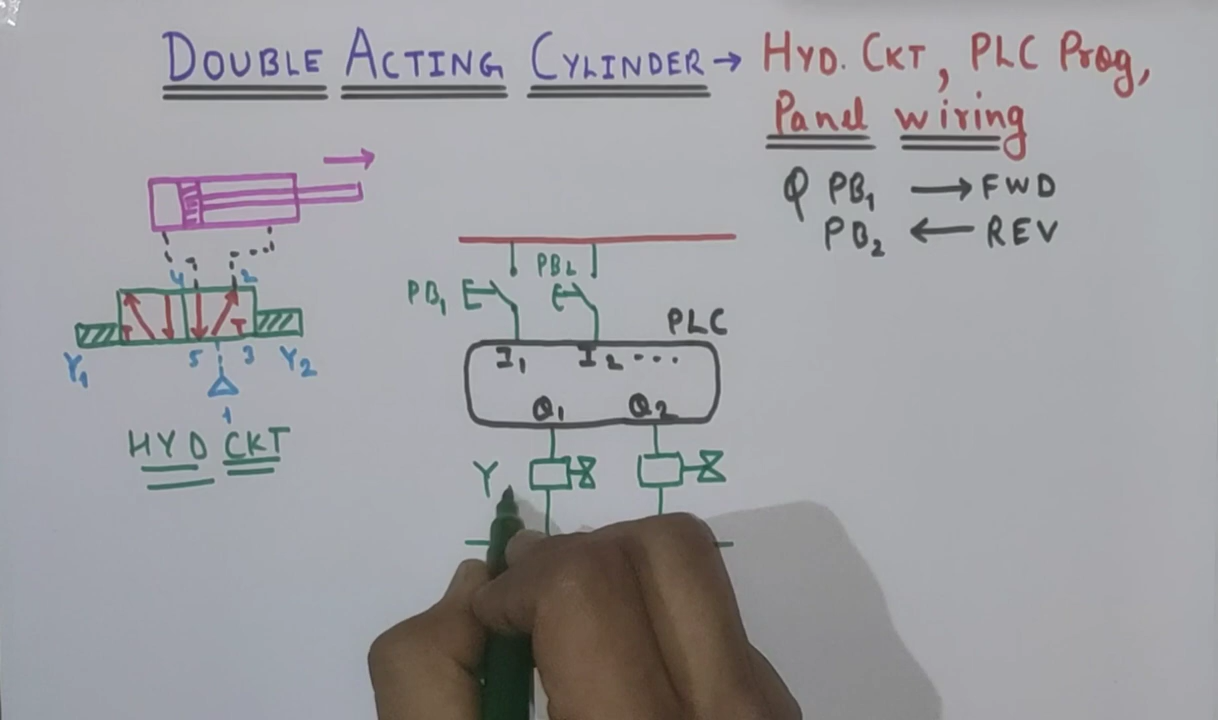 DOUBLE ACTING CYLINDER → HYD. CKT, PLC Prog,
Panel wiring
Q PB1 → FWD
PB2 ← REV
4 2
Y1 5 3 Y2
1
HYD CKT
PB1 PB2
PLC
I1 I2 ...
Q1 Q2
Y